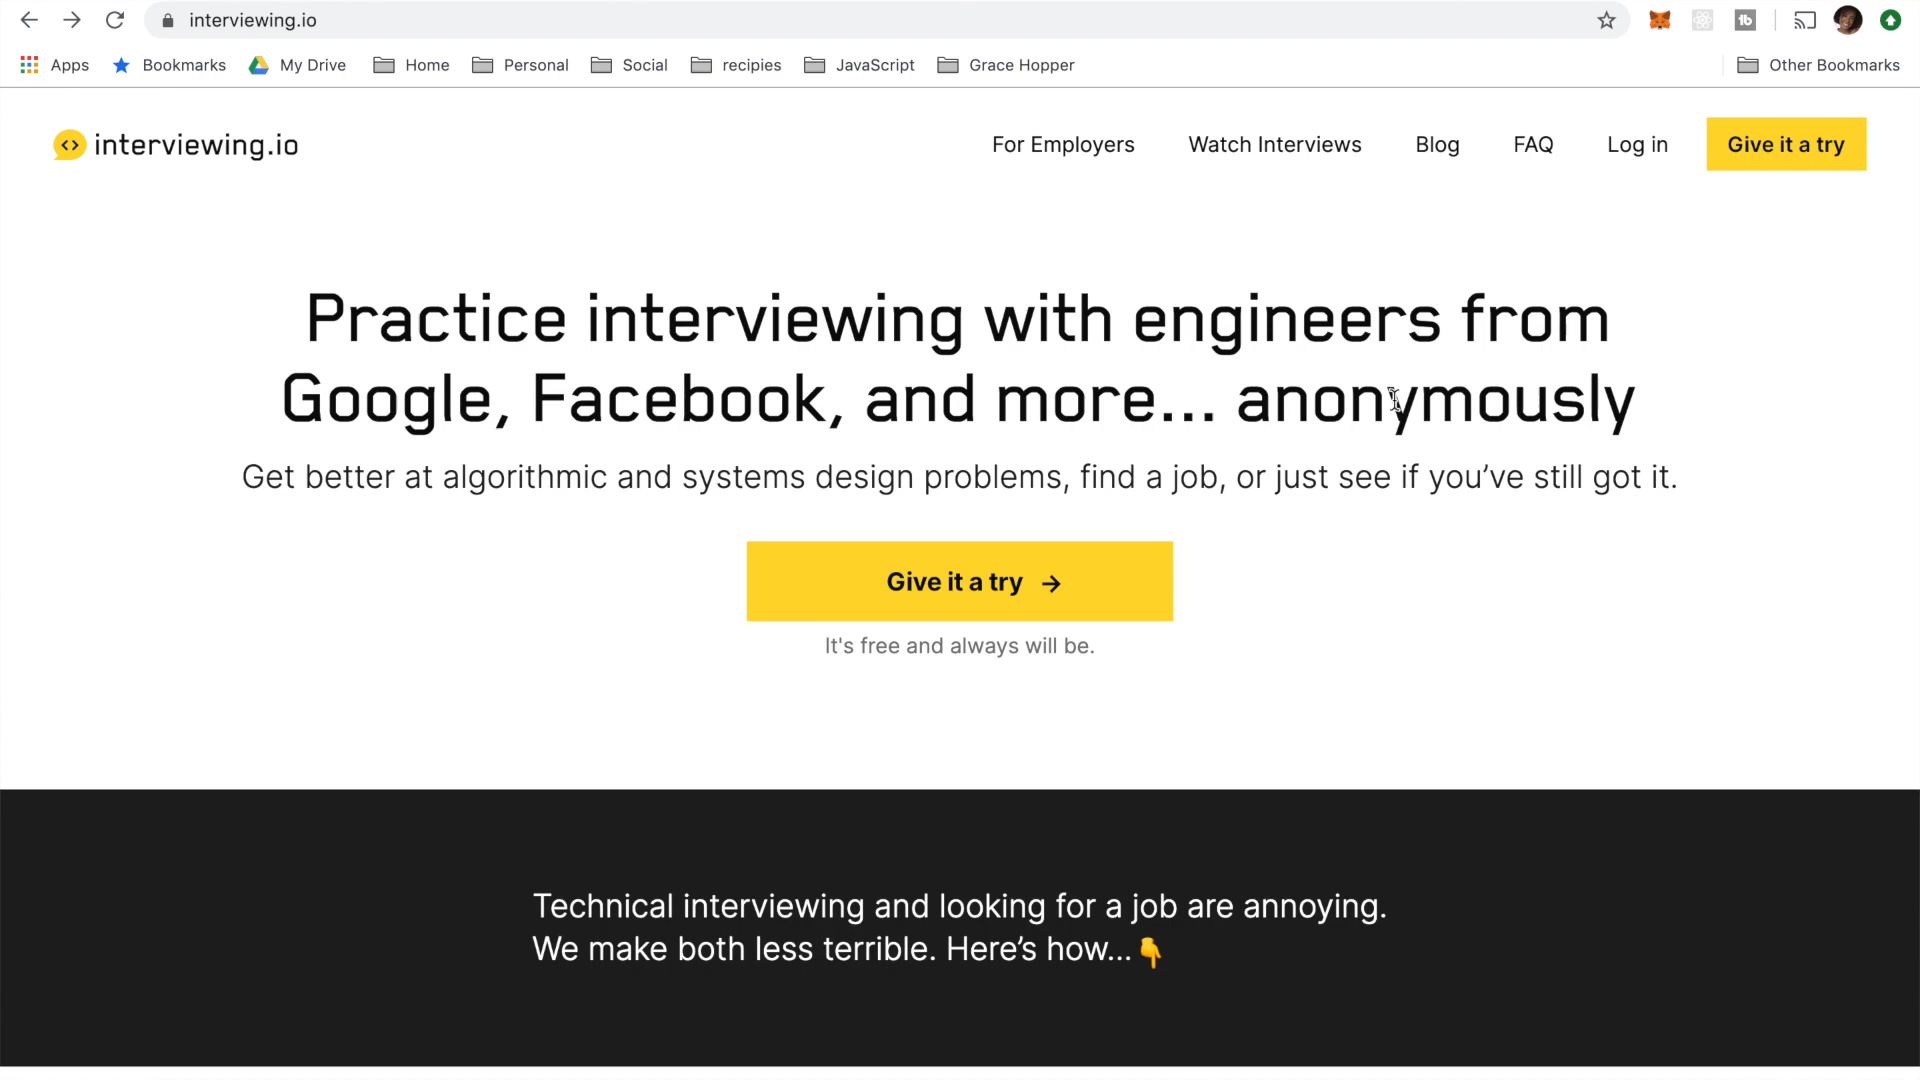 interviewing.io
Apps Bookmarks My Drive Home Personal Social recipies JavaScript Grace Hopper Other Bookmarks
interviewing.io For Employers Watch Interviews Blog FAQ Log in Give it a try
Practice interviewing with engineers from
Google, Facebook, and more... anonymously
Get better at algorithmic and systems design problems, find a job, or just see if you’ve still got it.
Give it a try →
It's free and always will be.
Technical interviewing and looking for a job are annoying.
We make both less terrible. Here’s how...👇